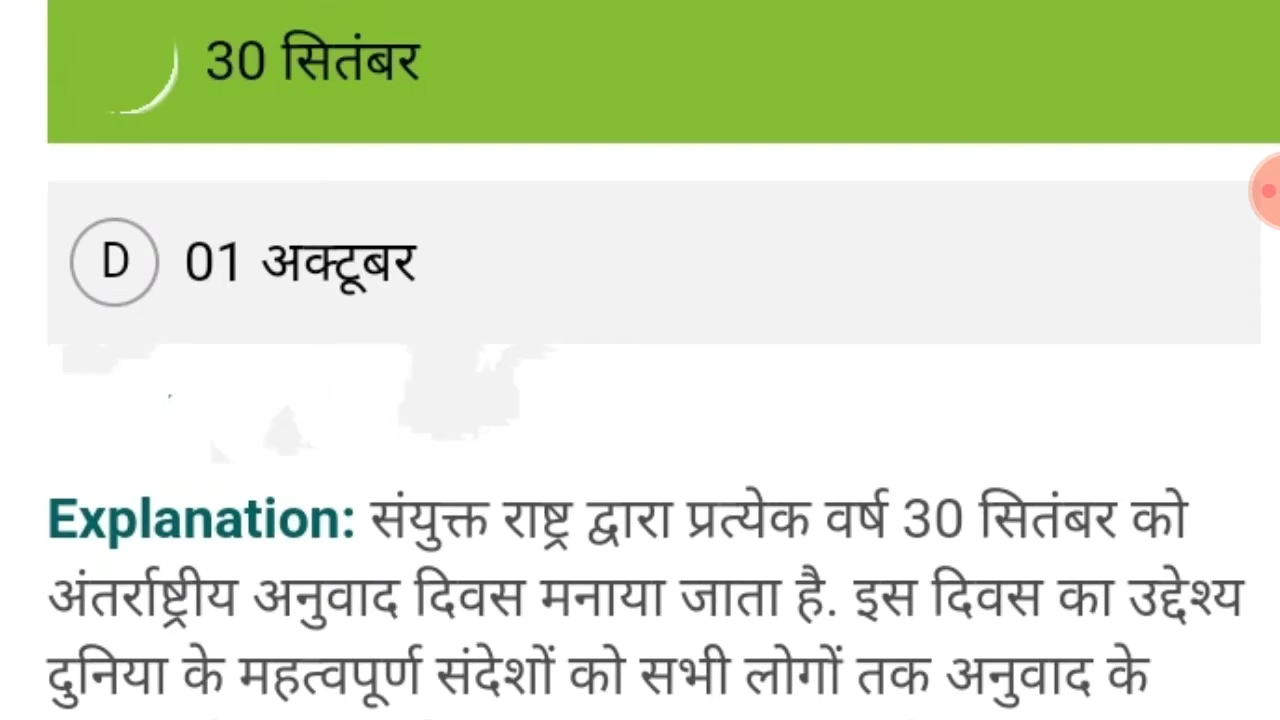 30 सितंबर
D 01 अक्टूबर
Explanation: संयुक्त राष्ट्र द्वारा प्रत्येक वर्ष 30 सितंबर को
अंतर्राष्ट्रीय अनुवाद दिवस मनाया जाता है. इस दिवस का उद्देश्य
दुनिया के महत्वपूर्ण संदेशों को सभी लोगों तक अनुवाद के